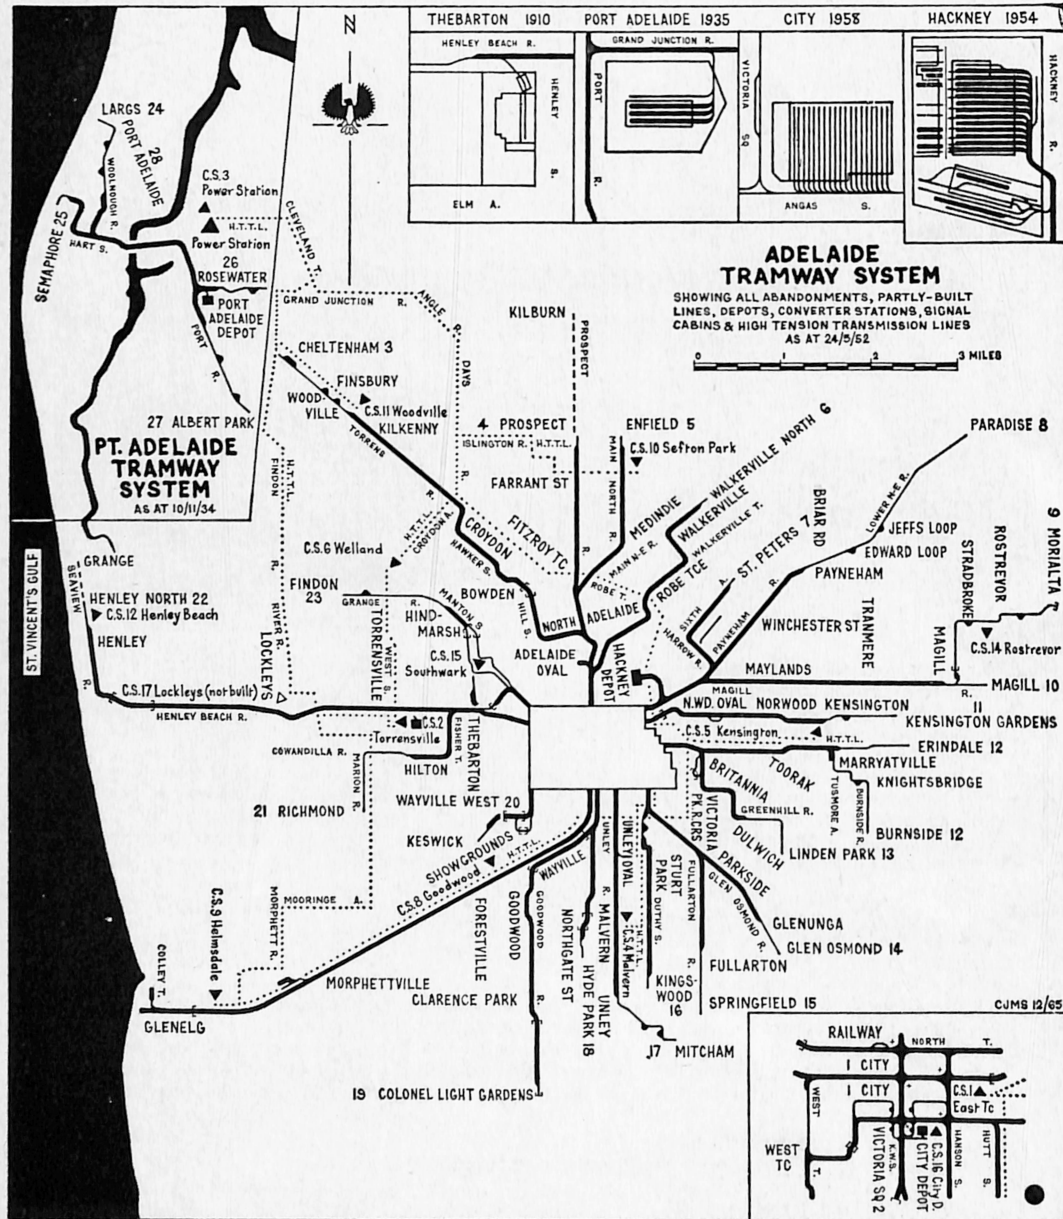 THEBARTON 1910
PORT ADELAIDE 1935
CITY 1958
HACKNEY 1954
HENLEY BEACH R.
HENLEY
S.
ELM A.
GRAND JUNCTION R.
PORT
R.
VICTORIA
SQ
ANGAS S.
HACKNEY
R.
N
ADELAIDE
TRAMWAY SYSTEM
SHOWING ALL ABANDONMENTS, PARTLY-BUILT
LINES, DEPOTS, CONVERTER STATIONS, SIGNAL
CABINS & HIGH TENSION TRANSMISSION LINES
AS AT 24/5/52
0 1 2 3 MILES
LARGS 24
28
PORT ADELAIDE
WOOLNOUGH R.
C.S.3
Power Station
H.T.T.L.
Power Station
26
ROSEWATER
SEMAPHORE 25
HART S.
PORT
ADELAIDE
DEPOT
PORT
R.
27 ALBERT PARK
PT. ADELAIDE
TRAMWAY
SYSTEM
AS AT 10/11/34
CLEVELAND T.
GRAND JUNCTION R.
ANGLE
R.
DAYS
R.
KILBURN
PROSPECT
R.
CHELTENHAM 3
FINSBURY
WOOD-
VILLE
C.S.11 Woodville
KILKENNY
TORRENS
R.
4 PROSPECT
ISLINGTON R.
H.T.T.L.
FARRANT ST
ENFIELD 5
C.S.10 Sefton Park
MAIN
NORTH
R.
MEDINDIE
WALKERVILLE NORTH 6
WALKERVILLE
WALKERVILLE T.
MAIN N-E R.
ROBE T.
ROBE TCE
PARADISE 8
LOWER N-E R.
JEFFS LOOP
EDWARD LOOP
PAYNEHAM
BRIAR RD
ST. PETERS 7
SIXTH
A.
HARROW R.
PAYNEHAM
R.
WINCHESTER ST
9 MORIALTA
ROSTREVOR
STRADBROKE
C.S.14 Rostrevor
TRANMERE
MAGILL
MAYLANDS
MAGILL
R.
MAGILL 10
11
FINDON
H.T.T.L.
R.
RIVER R.
LOCKLEYS
H.T.T.L.
CROYDON A.
CROYDON
HAWKER S.
FITZROY TC.
C.S.6 Welland
FINDON
23
GRANGE R.
MANTON S
HIND-
MARSH
BOWDEN
HILL S.
NORTH ADELAIDE
ADELAIDE
OVAL
HACKNEY
DEPOT
C.S.15
Southwark
ST. VINCENT'S GULF
GRANGE
SEAVIEW
R.
HENLEY NORTH 22
C.S.12 Henley Beach
HENLEY
C.S.17 Lockleys (not built)
HENLEY BEACH R.
TORRENSVILLE
WEST S.
C.S.2
Torrensville
FISHER T.
THEBARTON
COWANDILLA R.
MARION R.
HILTON
21 RICHMOND
N.WD. OVAL NORWOOD KENSINGTON
KENSINGTON GARDENS
C.S.5 Kensington
H.T.T.L.
ERINDALE 12
MARRYATVILLE
TOORAK
KNIGHTSBRIDGE
TUSMORE A.
BURNSIDE R.
BURNSIDE 12
BRITANNIA
GREENHILL R.
LINDEN PARK 13
DULWICH
VICTORIA
PK.R.CRS
PARKSIDE
GLEN OSMOND R.
GLENUNGA
GLEN OSMOND 14
WAYVILLE WEST 20
KESWICK
SHOWGROUNDS
H.T.T.L.
C.S.8 Goodwood
WAYVILLE
MOORINGE A.
MORPHETT R.
C.S.9 Helmsdale
COLLEY T.
GLENELG
MORPHETTVILLE
FORESTVILLE
GOODWOOD
GOODWOOD
R.
CLARENCE PARK
NORTHGATE ST
HYDE PARK 18
UNLEY
R.
MALVERN
UNLEY
UNLEY OVAL
C.S.4 Malvern
H.T.T.L.
DUTHY S.
STURT
PARK
KINGS-
WOOD
16
FULLARTON
R.
FULLARTON
SPRINGFIELD 15
17 MITCHAM
19 COLONEL LIGHT GARDENS
CJMS 12/65
RAILWAY
NORTH T.
1 CITY
1 CITY
C.S.1
East Tc
WEST
T.
WEST
TC
K.W.S.
VICTORIA SQ 2
CITY DEPOT
C.S.16 City D.
HANSON
S.
HUTT
S.